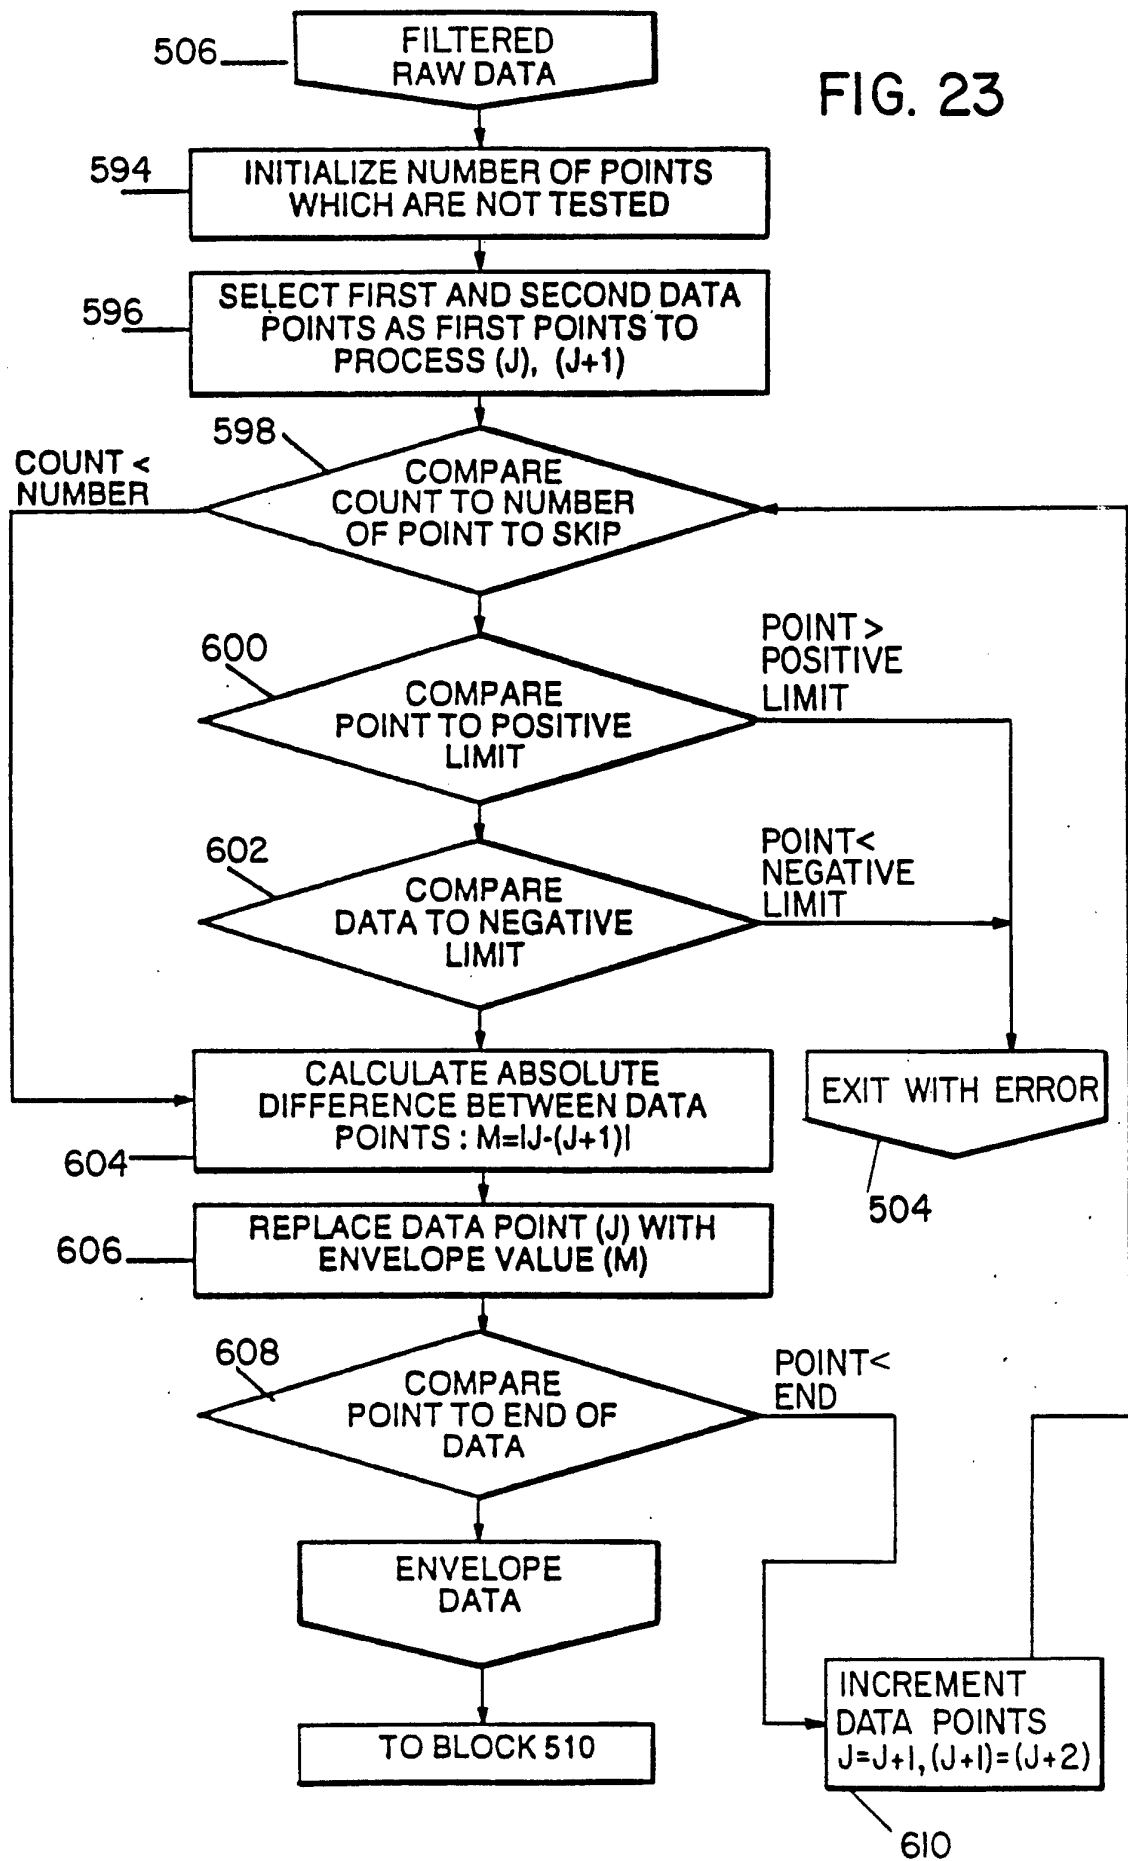 FIG. 23
506
FILTERED
RAW DATA
594
INITIALIZE NUMBER OF POINTS
WHICH ARE NOT TESTED
596
SELECT FIRST AND SECOND DATA
POINTS AS FIRST POINTS TO
PROCESS (J), (J+1)
598
COUNT <
NUMBER
COMPARE
COUNT TO NUMBER
OF POINT TO SKIP
600
COMPARE
POINT TO POSITIVE
LIMIT
POINT >
POSITIVE
LIMIT
602
COMPARE
DATA TO NEGATIVE
LIMIT
POINT<
NEGATIVE
LIMIT
604
CALCULATE ABSOLUTE
DIFFERENCE BETWEEN DATA
POINTS : M=|J-(J+1)|
EXIT WITH ERROR
504
606
REPLACE DATA POINT (J) WITH
ENVELOPE VALUE (M)
608
COMPARE
POINT TO END OF
DATA
POINT<
END
ENVELOPE
DATA
TO BLOCK 510
INCREMENT
DATA POINTS
J=J+1, (J+1)=(J+2)
610